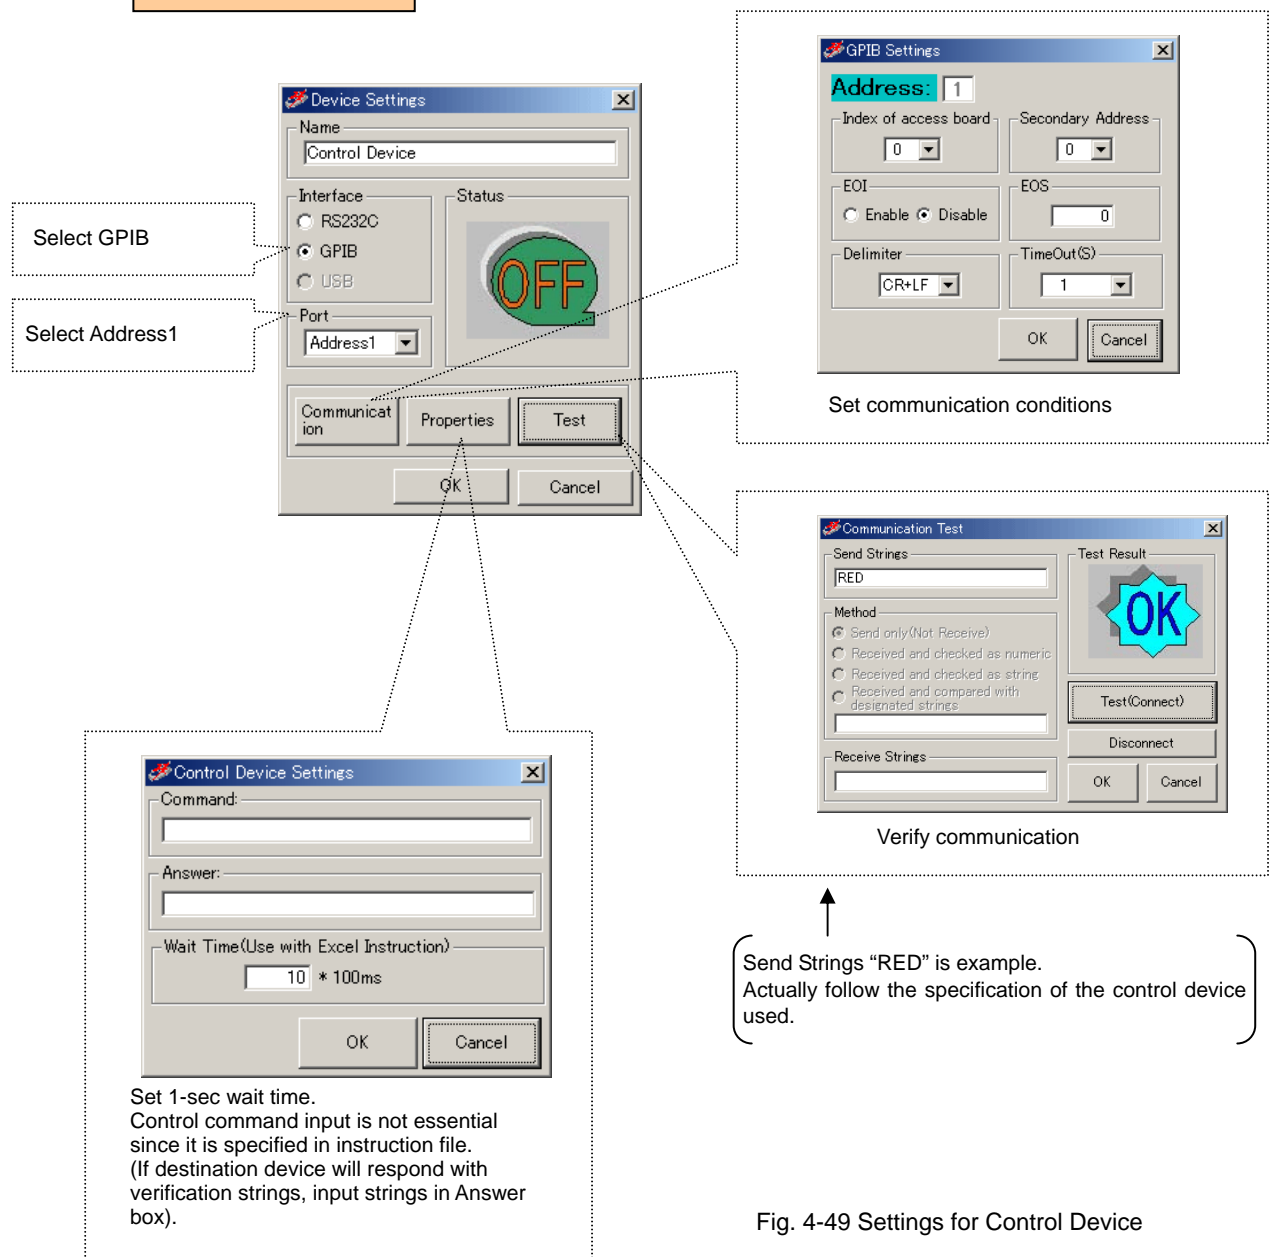 Device Settings
Name
Control Device
Interface
RS232C
GPIB
USB
Status
OFF
Port
Address1
Communicat
ion
Properties
Test
OK
Cancel
Select GPIB
Select Address1
GPIB Settings
Address: 1
Index of access board
0
Secondary Address
0
EOI
Enable
Disable
EOS
0
Delimiter
CR+LF
TimeOut(S)
1
OK
Cancel
Set communication conditions
Communication Test
Send Strings
RED
Method
Send only(Not Receive)
Received and checked as numeric
Received and checked as string
Received and compared with
designated strings
Receive Strings
Test Result
OK
Test(Connect)
Disconnect
OK
Cancel
Verify communication
Send Strings “RED” is example.
Actually follow the specification of the control device
used.
Control Device Settings
Command:
Answer:
Wait Time(Use with Excel Instruction)
10 * 100ms
OK
Cancel
Set 1-sec wait time.
Control command input is not essential
since it is specified in instruction file.
(If destination device will respond with
verification strings, input strings in Answer
box).
Fig. 4-49 Settings for Control Device